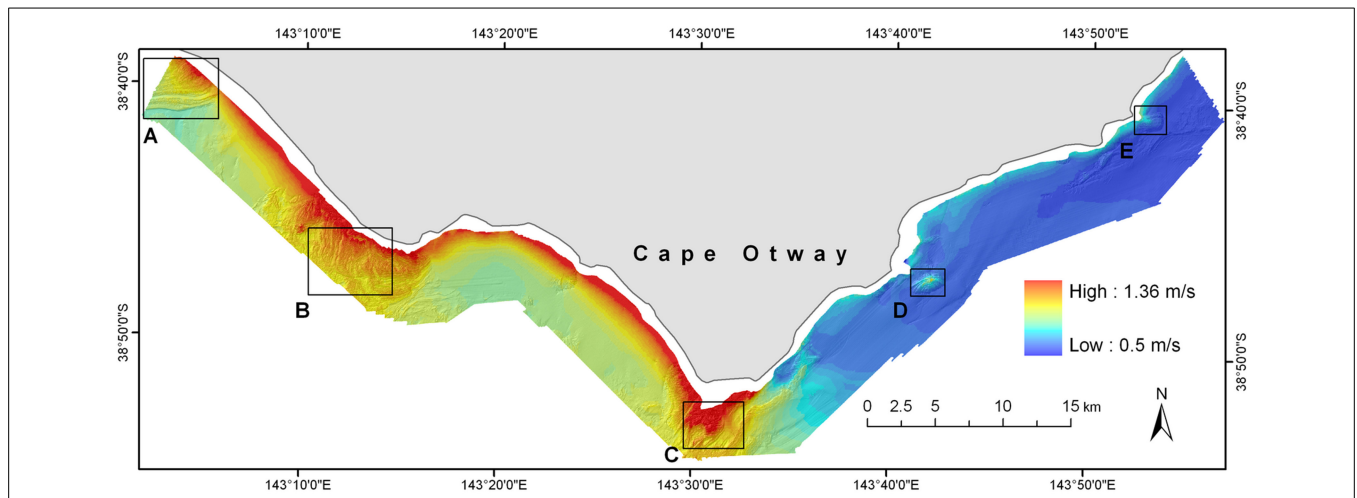 143°10'0"E 143°20'0"E 143°30'0"E 143°40'0"E 143°50'0"E
38°40'0"S
38°40'0"S
A
E
Cape Otway
B
D
High : 1.36 m/s
Low : 0.5 m/s
38°50'0"S
38°50'0"S
0 2.5 5 10 15 km
N
C
143°10'0"E 143°20'0"E 143°30'0"E 143°40'0"E 143°50'0"E